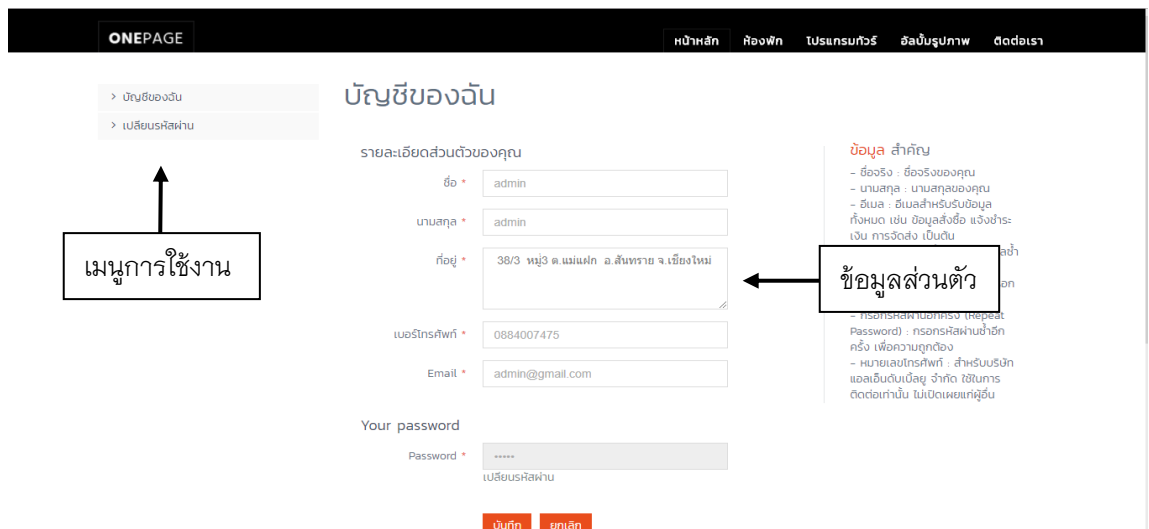 ONEPAGE
หน้าหลัก ห้องพัก โปรแกรมทัวร์ อัลบั้มรูปภาพ ติดต่อเรา
> บัญชีของฉัน
> เปลี่ยนรหัสผ่าน
เมนูการใช้งาน
บัญชีของฉัน
รายละเอียดส่วนตัวของคุณ
ชื่อ * admin
นามสกุล * admin
ที่อยู่ * 38/3 หมู่3 ต.แม่แฝก อ.สันทราย จ.เชียงใหม่
เบอร์โทรศัพท์ * 0884007475
Email * admin@gmail.com
Your password
Password * •••••
เปลี่ยนรหัสผ่าน
บันทึก ยกเลิก
ข้อมูลส่วนตัว
ข้อมูล สำคัญ
- ชื่อจริง : ชื่อจริงของคุณ
- นามสกุล : นามสกุลของคุณ
- อีเมล : อีเมลสำหรับรับข้อมูล
ทั้งหมด เช่น ข้อมูลสั่งซื้อ แจ้งชำระ
เงิน การจัดส่ง เป็นต้น
- กรอกรหัสผ่านอีกครั้ง (Repeat
Password) : กรอกรหัสผ่านซ้ำอีก
ครั้ง เพื่อความถูกต้อง
- หมายเลขโทรศัพท์ : สำหรับบริษัท
แอลเอ็นดับเบิ้ลยู จำกัด ใช้ในการ
ติดต่อเท่านั้น ไม่เปิดเผยแก่ผู้อื่น